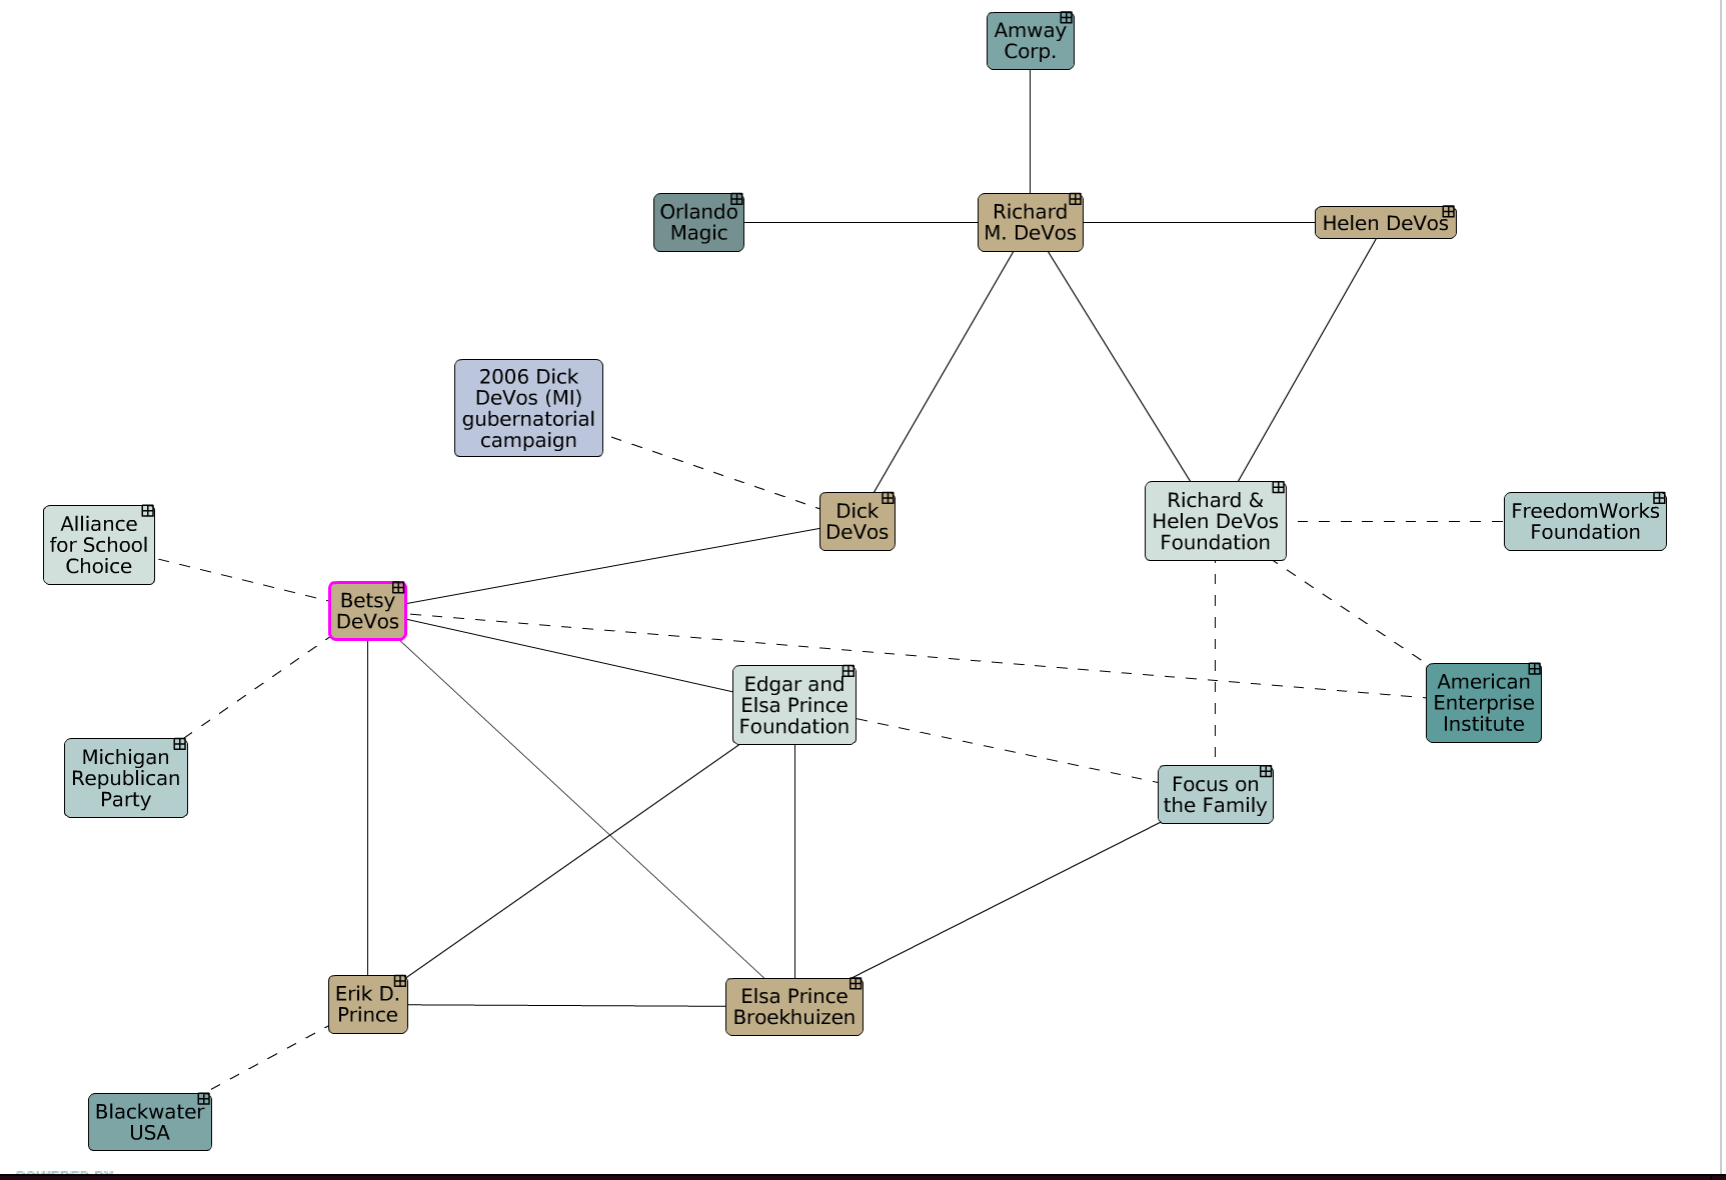 Amway
Corp.
Orlando
Magic
Richard
M. DeVos
Helen DeVos
2006 Dick
DeVos (MI)
gubernatorial
campaign
Dick
DeVos
Richard &
Helen DeVos
Foundation
FreedomWorks
Foundation
Alliance
for School
Choice
Betsy
DeVos
Edgar and
Elsa Prince
Foundation
American
Enterprise
Institute
Michigan
Republican
Party
Focus on
the Family
Erik D.
Prince
Elsa Prince
Broekhuizen
Blackwater
USA
POWERED BY